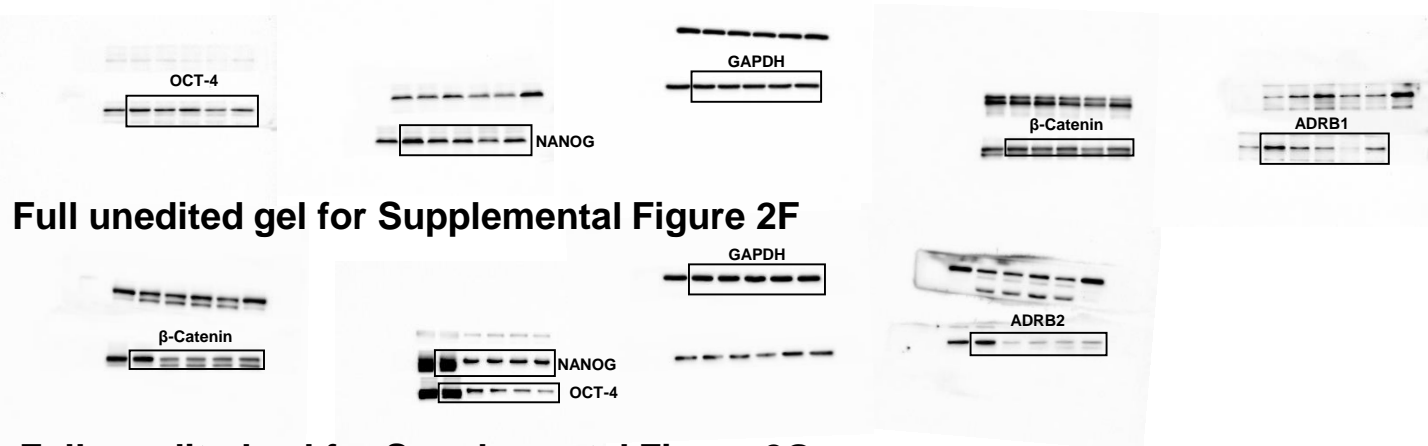 GAPDH
OCT-4
β-Catenin
ADRB1
NANOG
Full unedited gel for Supplemental Figure 2F
GAPDH
ADRB2
β-Catenin
NANOG
OCT-4